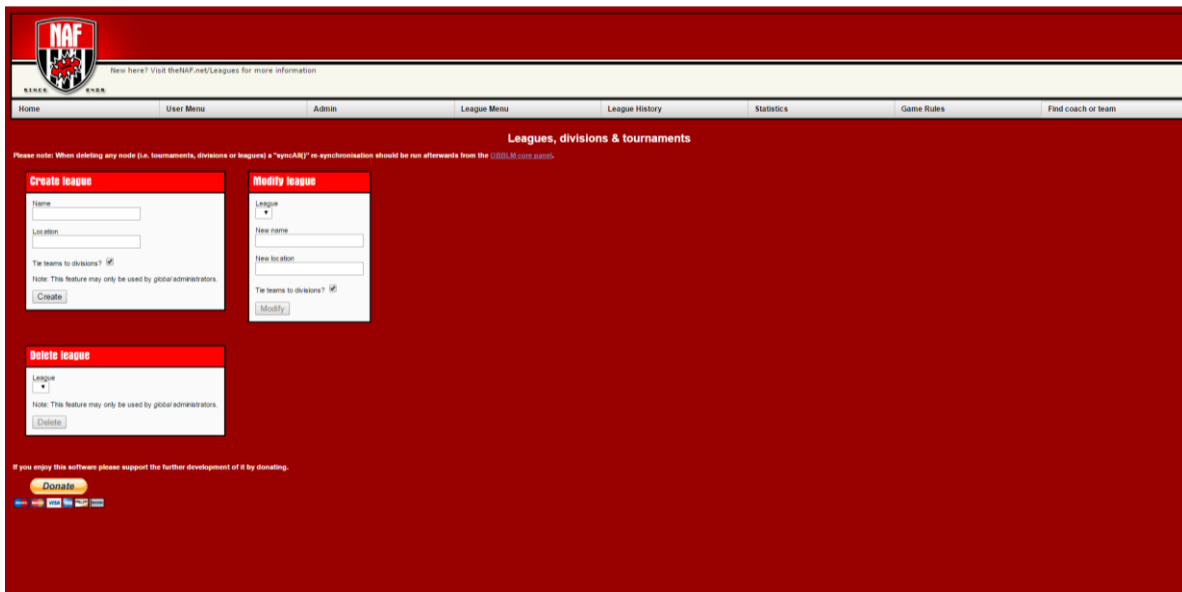 NAF
SINCE EVER
New here? Visit theNAF.net/Leagues for more information
Home User Menu Admin League Menu League History Statistics Game Rules Find coach or team
Leagues, divisions & tournaments
Please note: When deleting any node (i.e. tournaments, divisions or leagues) a "syncAll()" re-synchronisation should be run afterwards from the OBBLM core panel.
Create league
Name
Location
Tie teams to divisions?
Note: This feature may only be used by global administrators.
Create
Modify league
League
New name
New location
Tie teams to divisions?
Modify
Delete league
League
Note: This feature may only be used by global administrators.
Delete
If you enjoy this software please support the further development of it by donating.
Donate
VISA